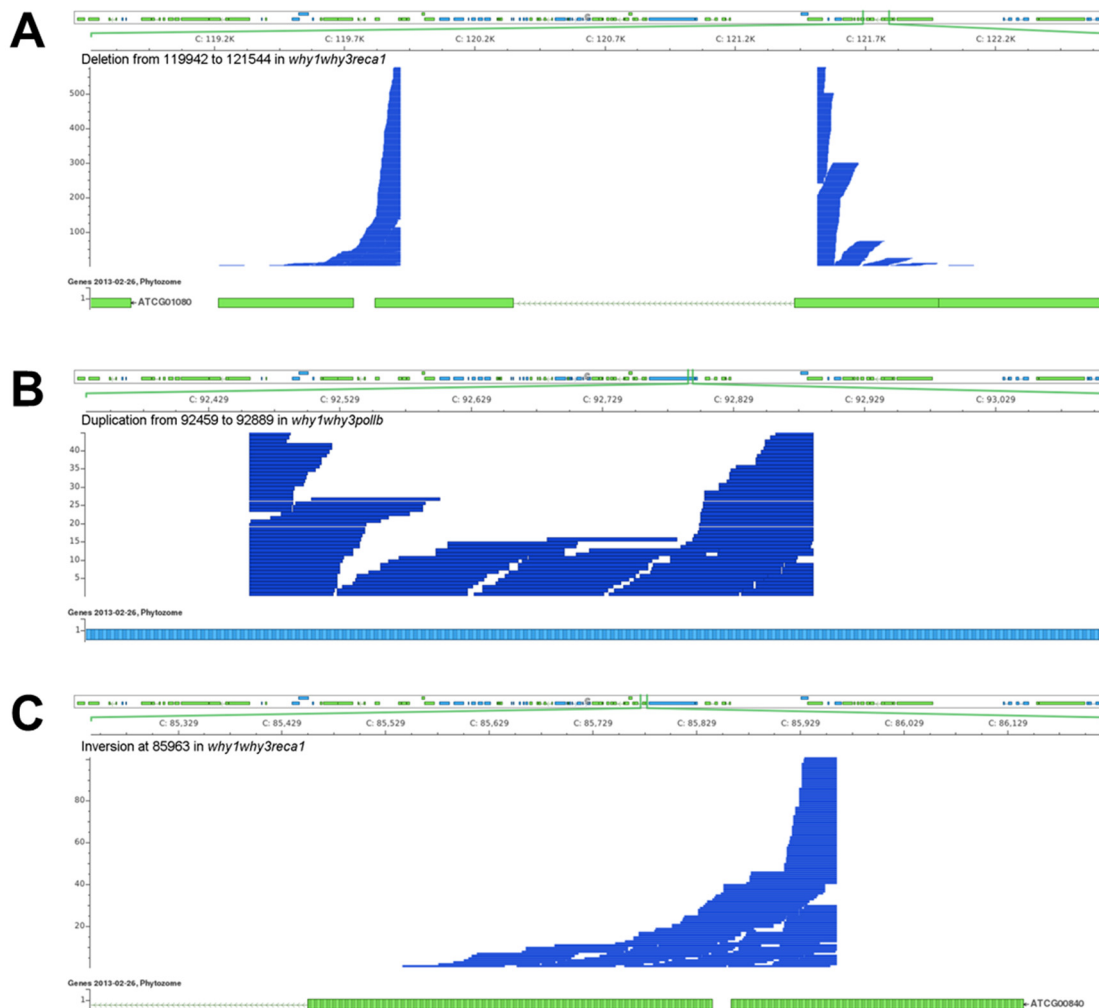 A
C: 119.2K C: 119.7K C: 120.2K C: 120.7K C: 121.2K C: 121.7K C: 122.2K
Deletion from 119942 to 121544 in why1why3reca1
500
400
300
200
100
Genes 2013-02-26, Phytozome
1
ATCG01080
B
C: 92,429 C: 92,529 C: 92,629 C: 92,729 C: 92,829 C: 92,929 C: 93,029
Duplication from 92459 to 92889 in why1why3polIb
40
35
30
25
20
15
10
5
Genes 2013-02-26, Phytozome
1
C
C: 85,329 C: 85,429 C: 85,529 C: 85,629 C: 85,729 C: 85,829 C: 85,929 C: 86,029 C: 86,129
Inversion at 85963 in why1why3reca1
80
60
40
20
Genes 2013-02-26, Phytozome
1
ATCG00840